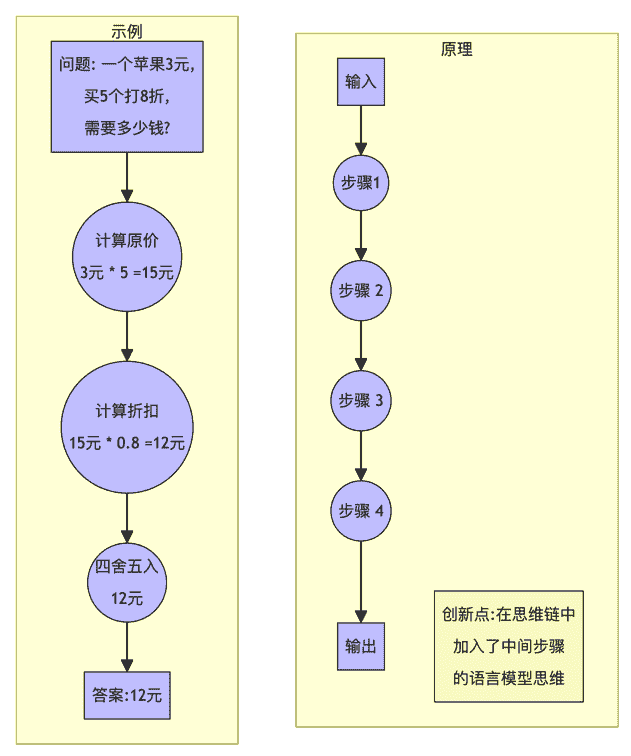 示例
问题: 一个苹果3元,
买5个打8折,
需要多少钱?
计算原价
3元 * 5 =15元
计算折扣
15元 * 0.8 =12元
四舍五入
12元
答案:12元
原理
输入
步骤1
步骤 2
步骤 3
步骤 4
输出
创新点:在思维链中
加入了中间步骤
的语言模型思维